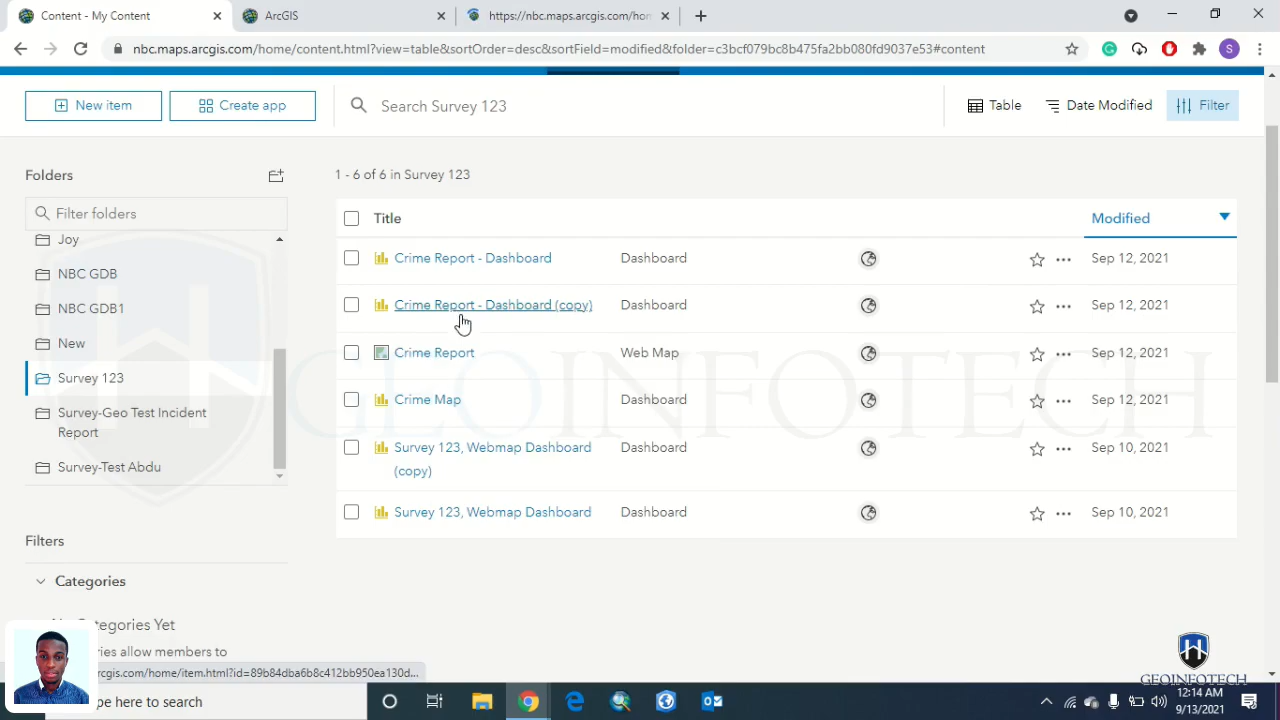 Content - My Content
ArcGIS
https://nbc.maps.arcgis.com/hom
nbc.maps.arcgis.com/home/content.html?view=table&sortOrder=desc&sortField=modified&folder=c3bcf079bc8b475fa2bb080fd9037e53#content
S
New item
Create app
Search Survey 123
Table
Date Modified
Filter
Folders
1 - 6 of 6 in Survey 123
Filter folders
Title
Modified
Joy
NBC GDB
NBC GDB1
New
Survey 123
Survey-Geo Test Incident
Report
Survey-Test Abdu
Crime Report - Dashboard
Dashboard
Sep 12, 2021
Crime Report - Dashboard (copy)
Dashboard
Sep 12, 2021
Crime Report
Web Map
Sep 12, 2021
Crime Map
Dashboard
Sep 12, 2021
Survey 123, Webmap Dashboard
(copy)
Dashboard
Sep 10, 2021
Survey 123, Webmap Dashboard
Dashboard
Sep 10, 2021
GEOINFOTECH
Filters
Categories
Categories Yet
ries allow members to
arcgis.com/home/item.html?id=89b84dba6b8c412bb950ea130d...
GEOINFOTECH
pe here to search
12:14 AM
9/13/2021